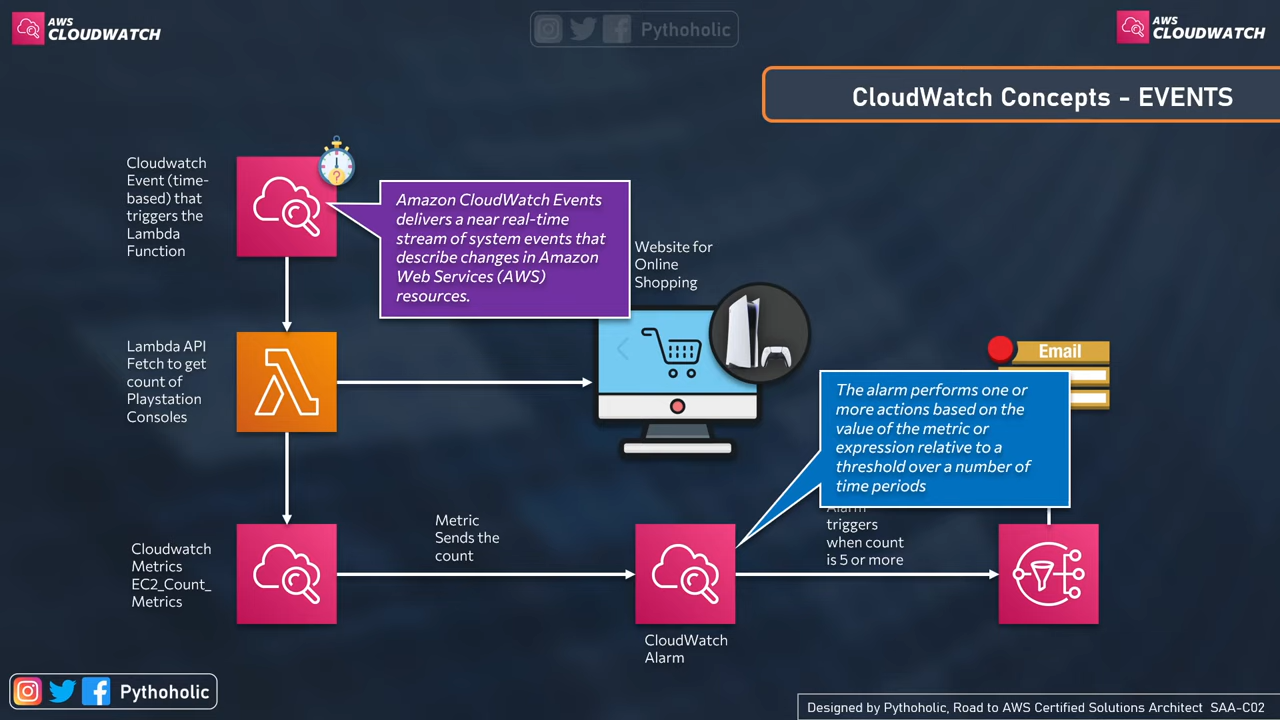 AWS
CLOUDWATCH
Pythoholic
AWS
CLOUDWATCH
CloudWatch Concepts - EVENTS
Cloudwatch
Event (time-
based) that
triggers the
Lambda
Function
?
Amazon CloudWatch Events
delivers a near real-time
stream of system events that
describe changes in Amazon
Web Services (AWS)
resources.
Website for
Online
Shopping
Lambda API
Fetch to get
count of
Playstation
Consoles
Email
The alarm performs one or
more actions based on the
value of the metric or
expression relative to a
threshold over a number of
time periods
Metric
Sends the
count
Alarm
triggers
when count
is 5 or more
Cloudwatch
Metrics
EC2_Count_
Metrics
CloudWatch
Alarm
Pythoholic
Designed by Pythoholic, Road to AWS Certified Solutions Architect SAA-C02